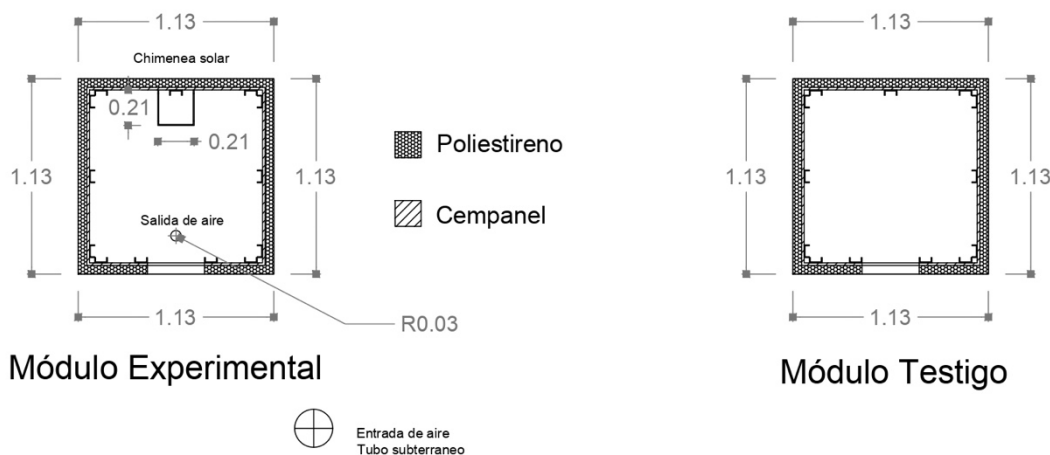 1.13
Chimenea solar
0.21
0.21
1.13
1.13
Salida de aire
1.13
R0.03
Módulo Experimental
Poliestireno
Cempanel
Entrada de aire
Tubo subterraneo
1.13
1.13
1.13
1.13
Módulo Testigo